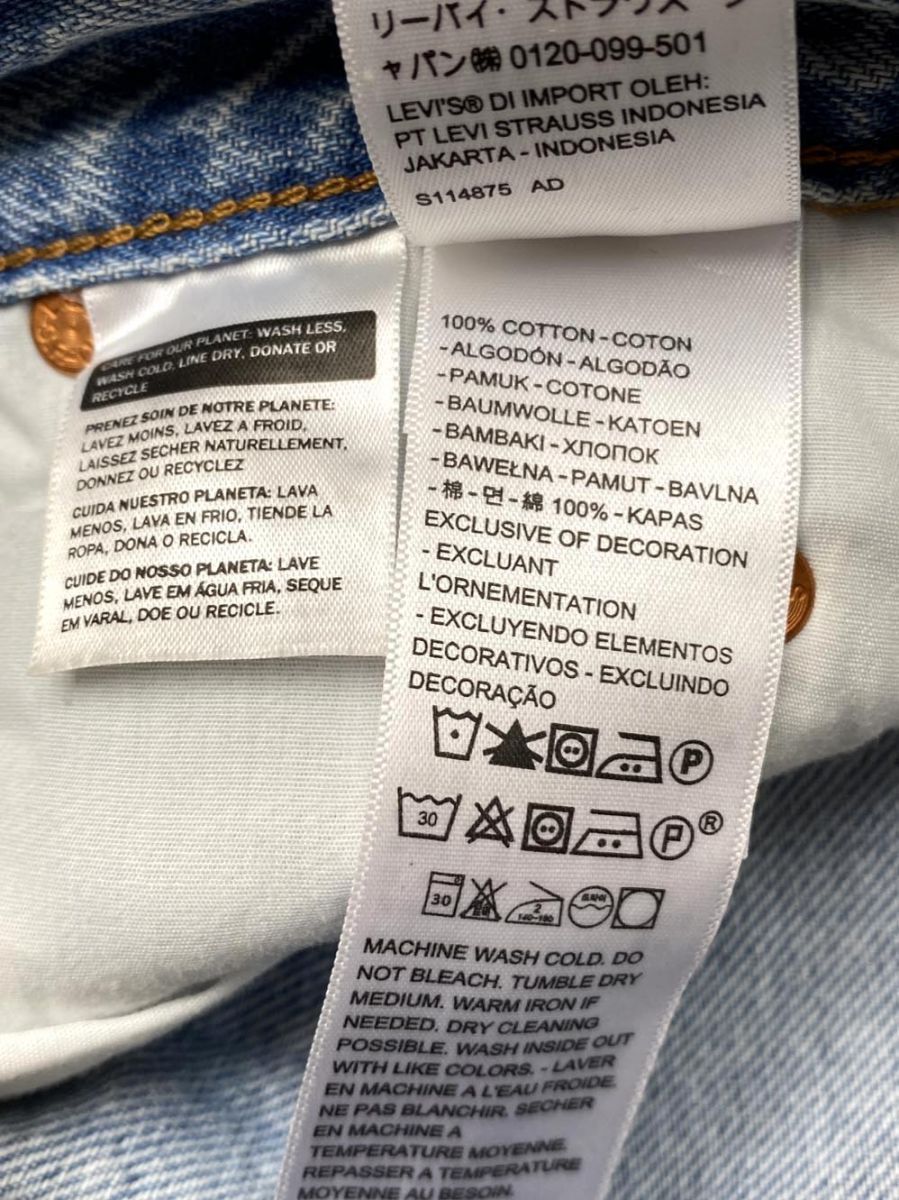 リーバイ・ストラウス
ャパン㈱ 0120-099-501
LEVI'S® DI IMPORT OLEH:
PT LEVI STRAUSS INDONESIA
JAKARTA - INDONESIA
S114875 AD
CARE FOR OUR PLANET: WASH LESS,
WASH COLD, LINE DRY, DONATE OR
RECYCLE
PRENEZ SOIN DE NOTRE PLANETE:
LAVEZ MOINS, LAVEZ A FROID,
LAISSEZ SECHER NATURELLEMENT,
DONNEZ OU RECYCLEZ
CUIDA NUESTRO PLANETA: LAVA
MENOS, LAVA EN FRIO, TIENDE LA
ROPA, DONA O RECICLA.
CUIDE DO NOSSO PLANETA: LAVE
MENOS, LAVE EM ÁGUA FRIA, SEQUE
EM VARAL, DOE OU RECICLE.
100% COTTON - COTON
- ALGODÓN - ALGODÃO
- PAMUK - COTONE
- BAUMWOLLE - KATOEN
- BAMBAKI - ХЛОПОК
- BAWEŁNA - PAMUT - BAVLNA
- 棉 - 면 - 綿 100% - KAPAS
EXCLUSIVE OF DECORATION
- EXCLUANT
L'ORNEMENTATION
- EXCLUYENDO ELEMENTOS
DECORATIVOS - EXCLUINDO
DECORAÇÃO
P
30 P ®
30 2 140-160
MACHINE WASH COLD. DO
NOT BLEACH. TUMBLE DRY
MEDIUM. WARM IRON IF
NEEDED. DRY CLEANING
POSSIBLE. WASH INSIDE OUT
WITH LIKE COLORS. - LAVER
EN MACHINE A L'EAU FROIDE.
NE PAS BLANCHIR. SECHER
EN MACHINE A
TEMPERATURE MOYENNE.
REPASSER A TEMPERATURE
MOYENNE AU BESOIN.